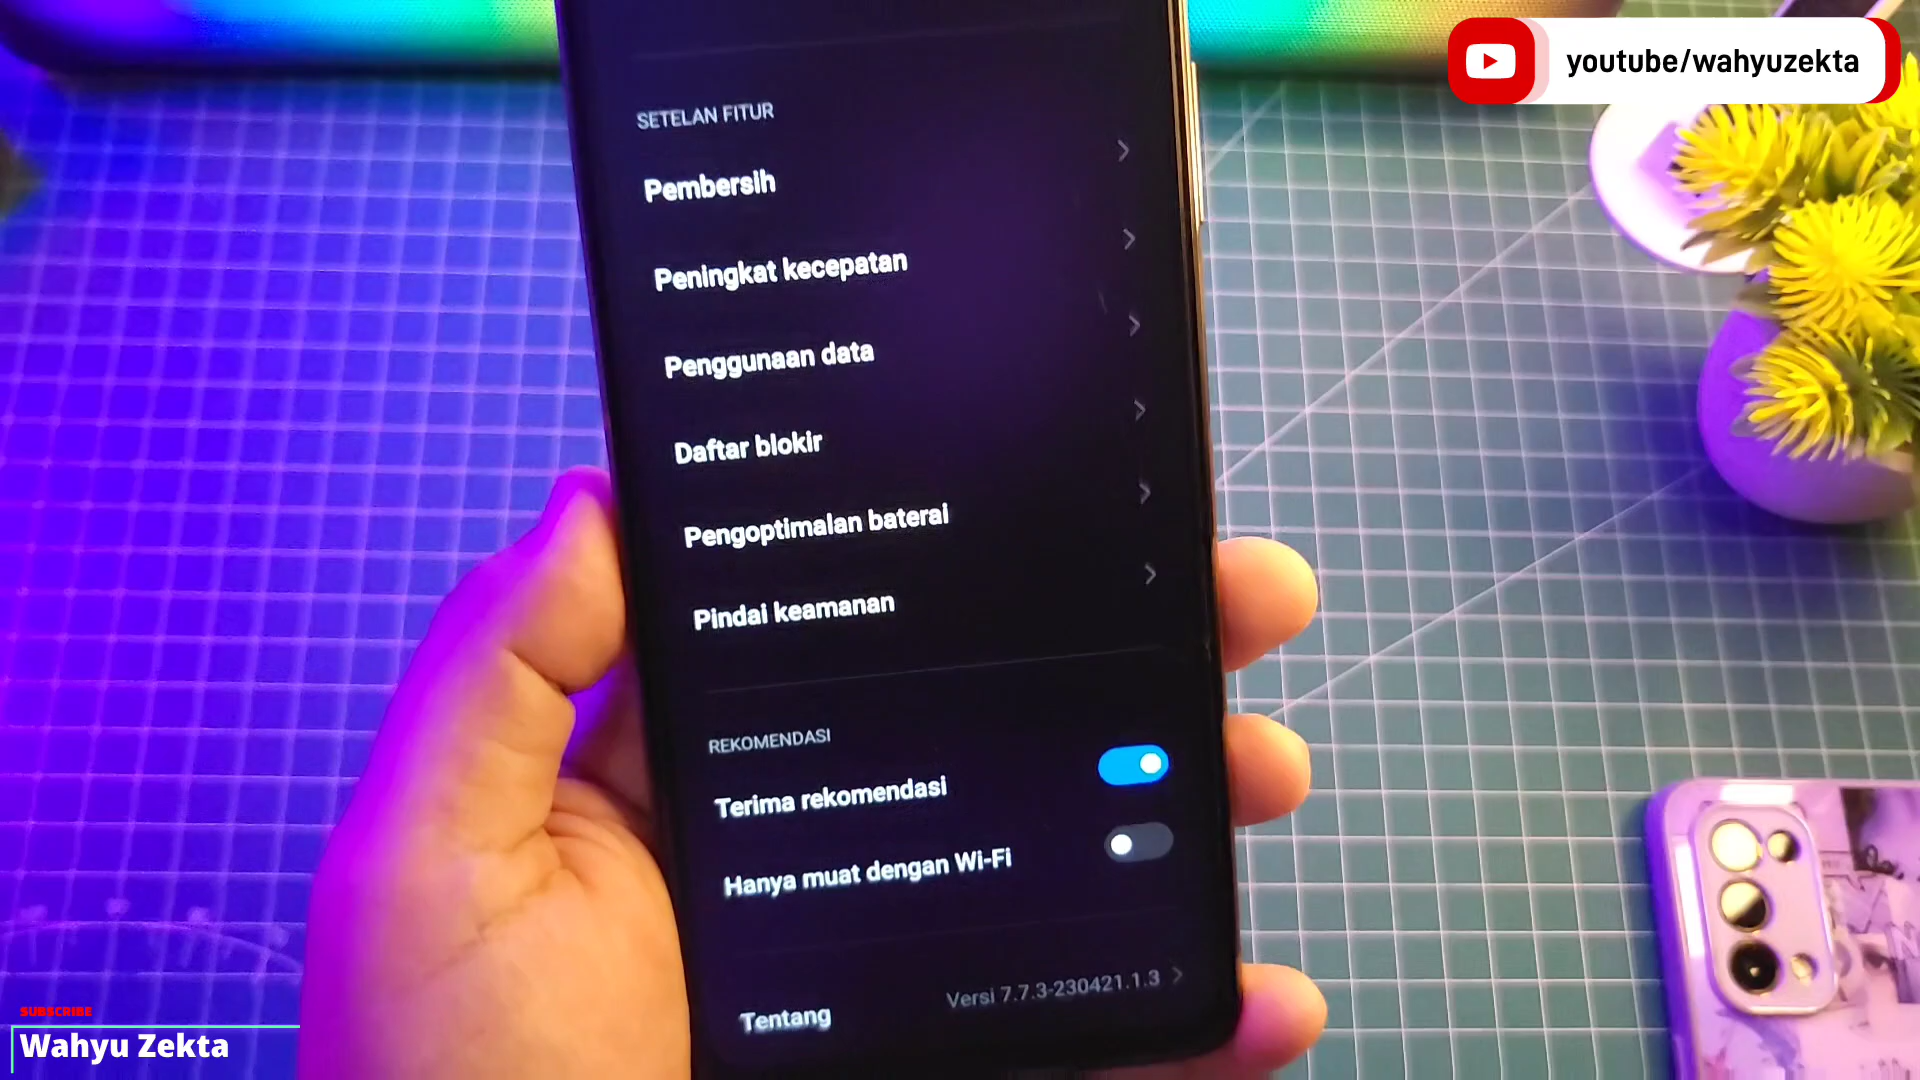 youtube/wahyuzekta
SETELAN FITUR
Pembersih
Peningkat kecepatan
Penggunaan data
Daftar blokir
Pengoptimalan baterai
Pindai keamanan
REKOMENDASI
Terima rekomendasi
Hanya muat dengan Wi-Fi
Tentang Versi 7.7.3-230421.1.3
SUBSCRIBE
Wahyu Zekta